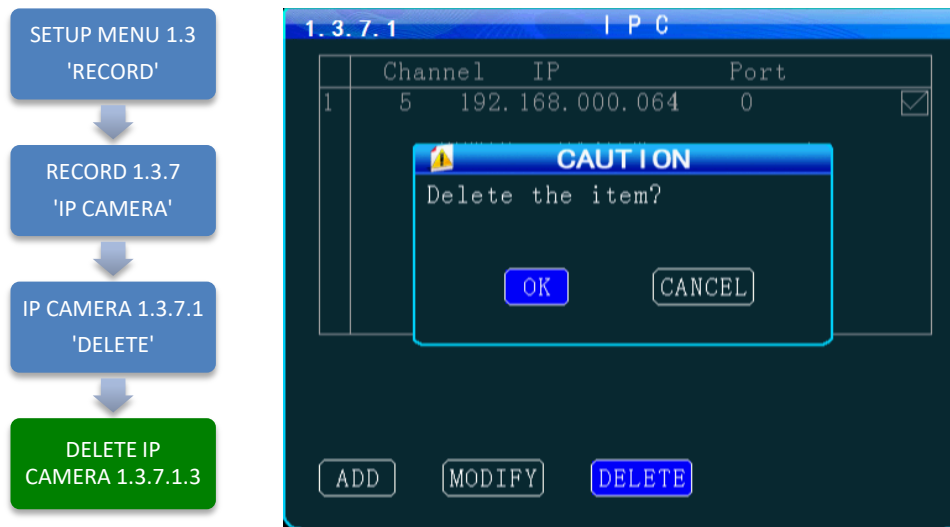 SETUP MENU 1.3
'RECORD'
RECORD 1.3.7
'IP CAMERA'
IP CAMERA 1.3.7.1
'DELETE'
DELETE IP
CAMERA 1.3.7.1.3
1.3.7.1 IPC
Channel IP Port
1 5 192.168.000.064 0
CAUTION
Delete the item?
OK CANCEL
ADD MODIFY DELETE